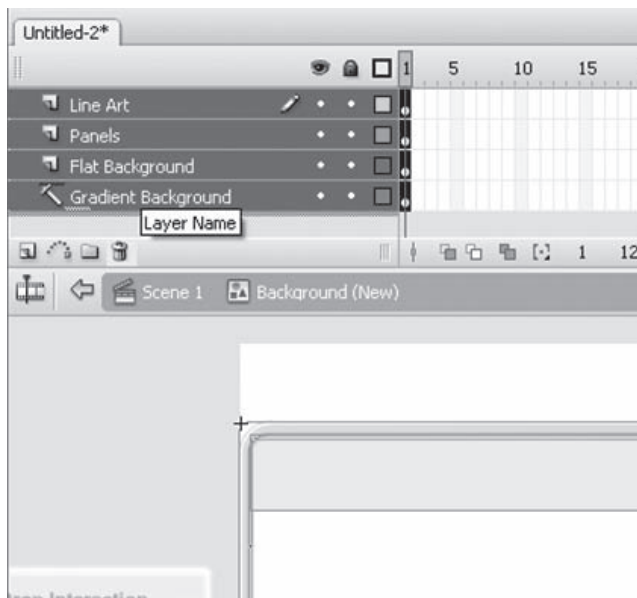 Untitled-2*
1 5 10 15
Line Art
Panels
Flat Background
Gradient Background
Layer Name
1 12
Scene 1 Background (New)
Interaction